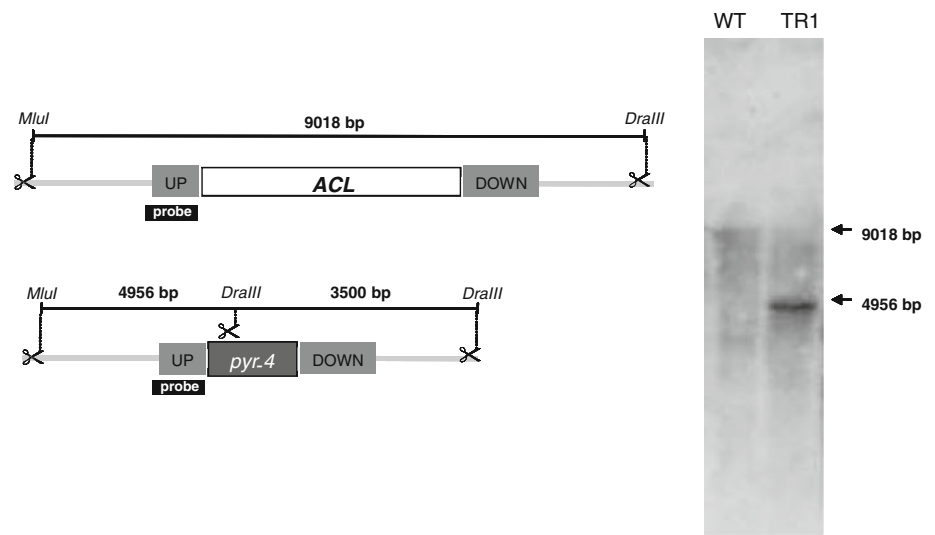 WT TR1
MluI 9018 bp DraIII
UP ACL DOWN
probe
MluI 4956 bp DraIII 3500 bp DraIII
UP pyr-4 DOWN
probe
9018 bp
4956 bp